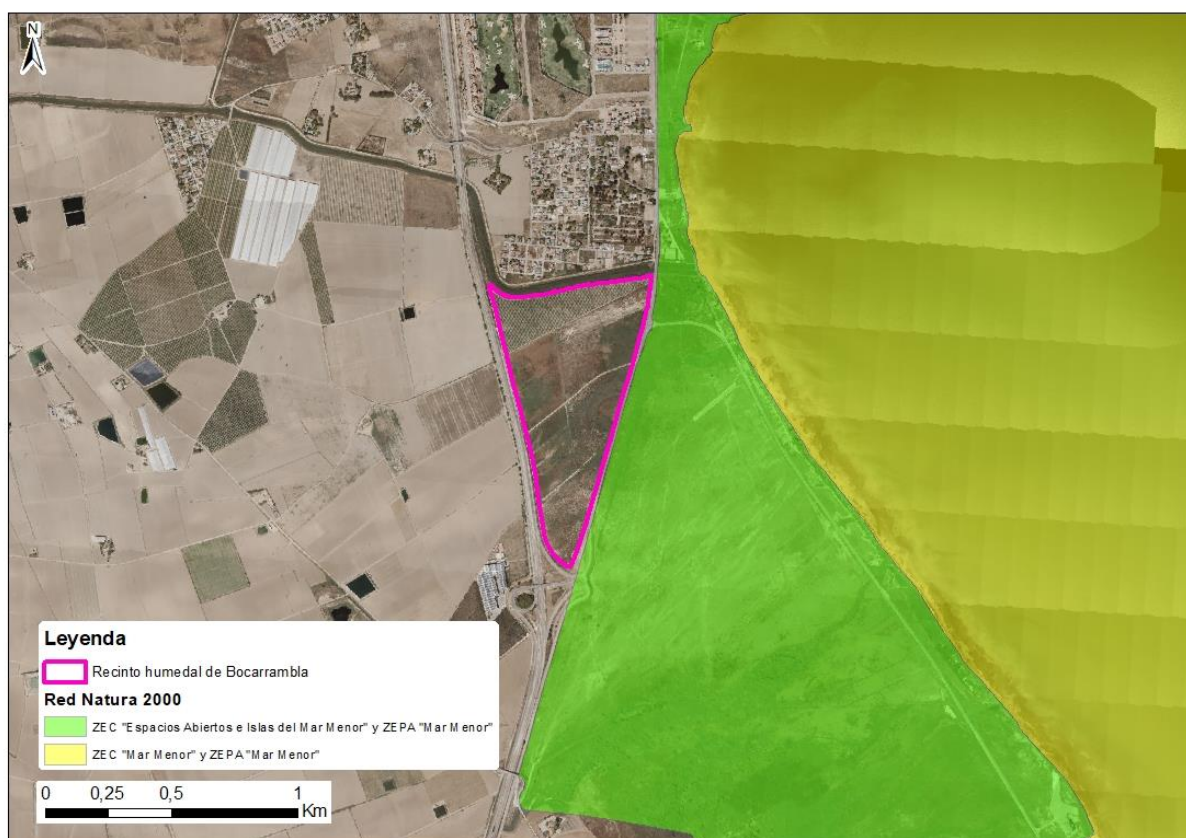 N
Leyenda
Recinto humedal de Bocarrambla
Red Natura 2000
ZEC "Espacios Abiertos e Islas del Mar Menor" y ZEPA "Mar Menor"
ZEC "Mar Menor" y ZEPA "Mar Menor"
0 0,25 0,5 1
Km